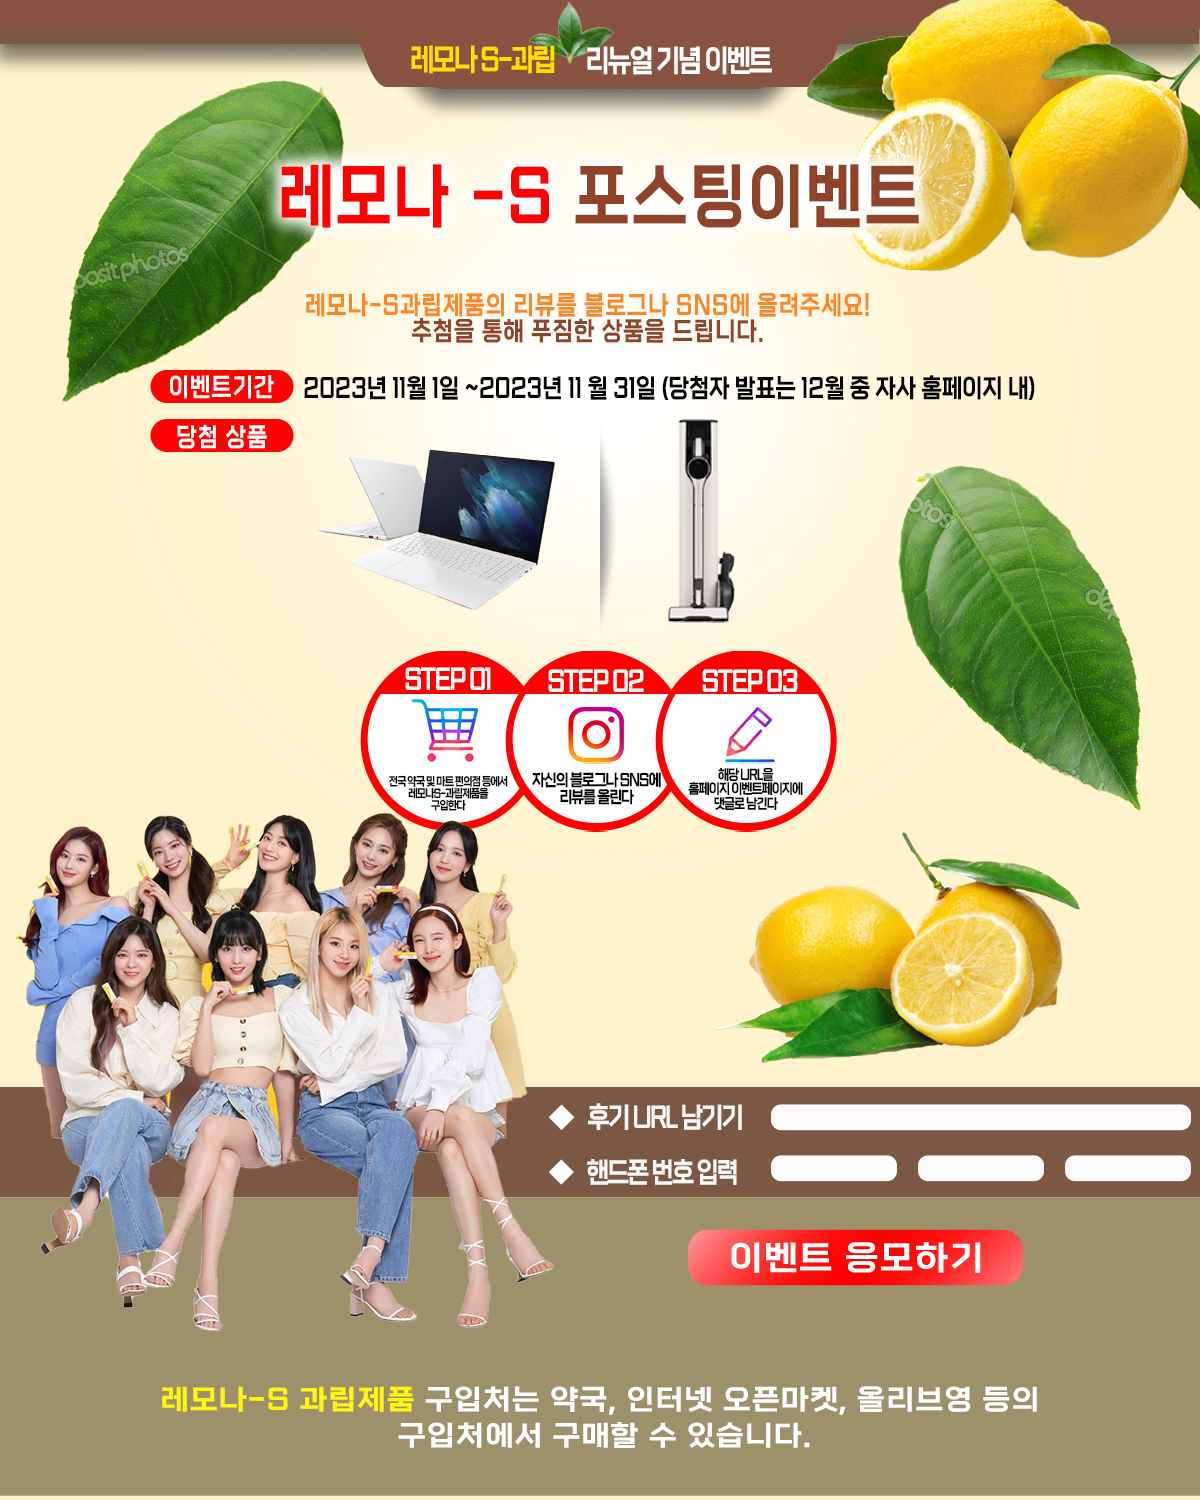 레모나 S-과립 리뉴얼 기념 이벤트
레모나 -S 포스팅이벤트
positphotos
레모나-S과립제품의 리뷰를 블로그나 SNS에 올려주세요!
추첨을 통해 푸짐한 상품을 드립니다.
이벤트기간 2023년 11월 1일 ~2023년 11 월 31일 (당첨자 발표는 12월 중 자사 홈페이지 내)
당첨 상품
otos
STEP 01
전국 약국 및 마트 편의점 등에서
레모나S-과립제품을
구입한다
STEP 02
자신의 블로그나 SNS에
리뷰를 올린다
STEP 03
해당 URL을
홈페이지 이벤트페이지에
댓글로 남긴다
◆ 후기 URL 남기기
◆ 핸드폰 번호 입력
이벤트 응모하기
레모나-S 과립제품 구입처는 약국, 인터넷 오픈마켓, 올리브영 등의
구입처에서 구매할 수 있습니다.